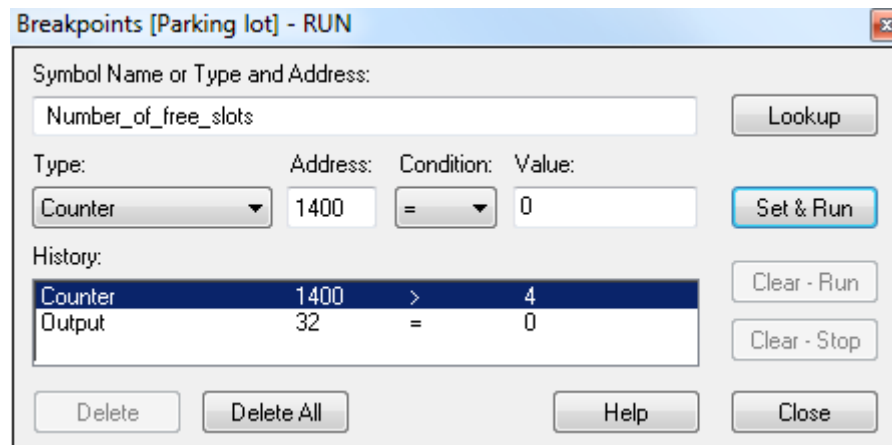 Breakpoints [Parking lot] - RUN
Symbol Name or Type and Address:
Number_of_free_slots Lookup
Type: Address: Condition: Value:
Counter 1400 = 0 Set & Run
History:
Counter 1400 > 4 Clear - Run
Output 32 = 0
Clear - Stop
Delete Delete All Help Close